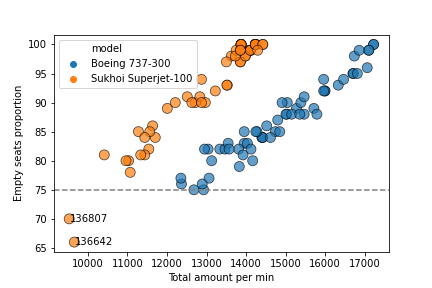 model
Boeing 737-300
Sukhoi Superjet-100
Empty seats proportion
100
95
90
85
80
75
70
65
136807
136642
10000 11000 12000 13000 14000 15000 16000 17000
Total amount per min